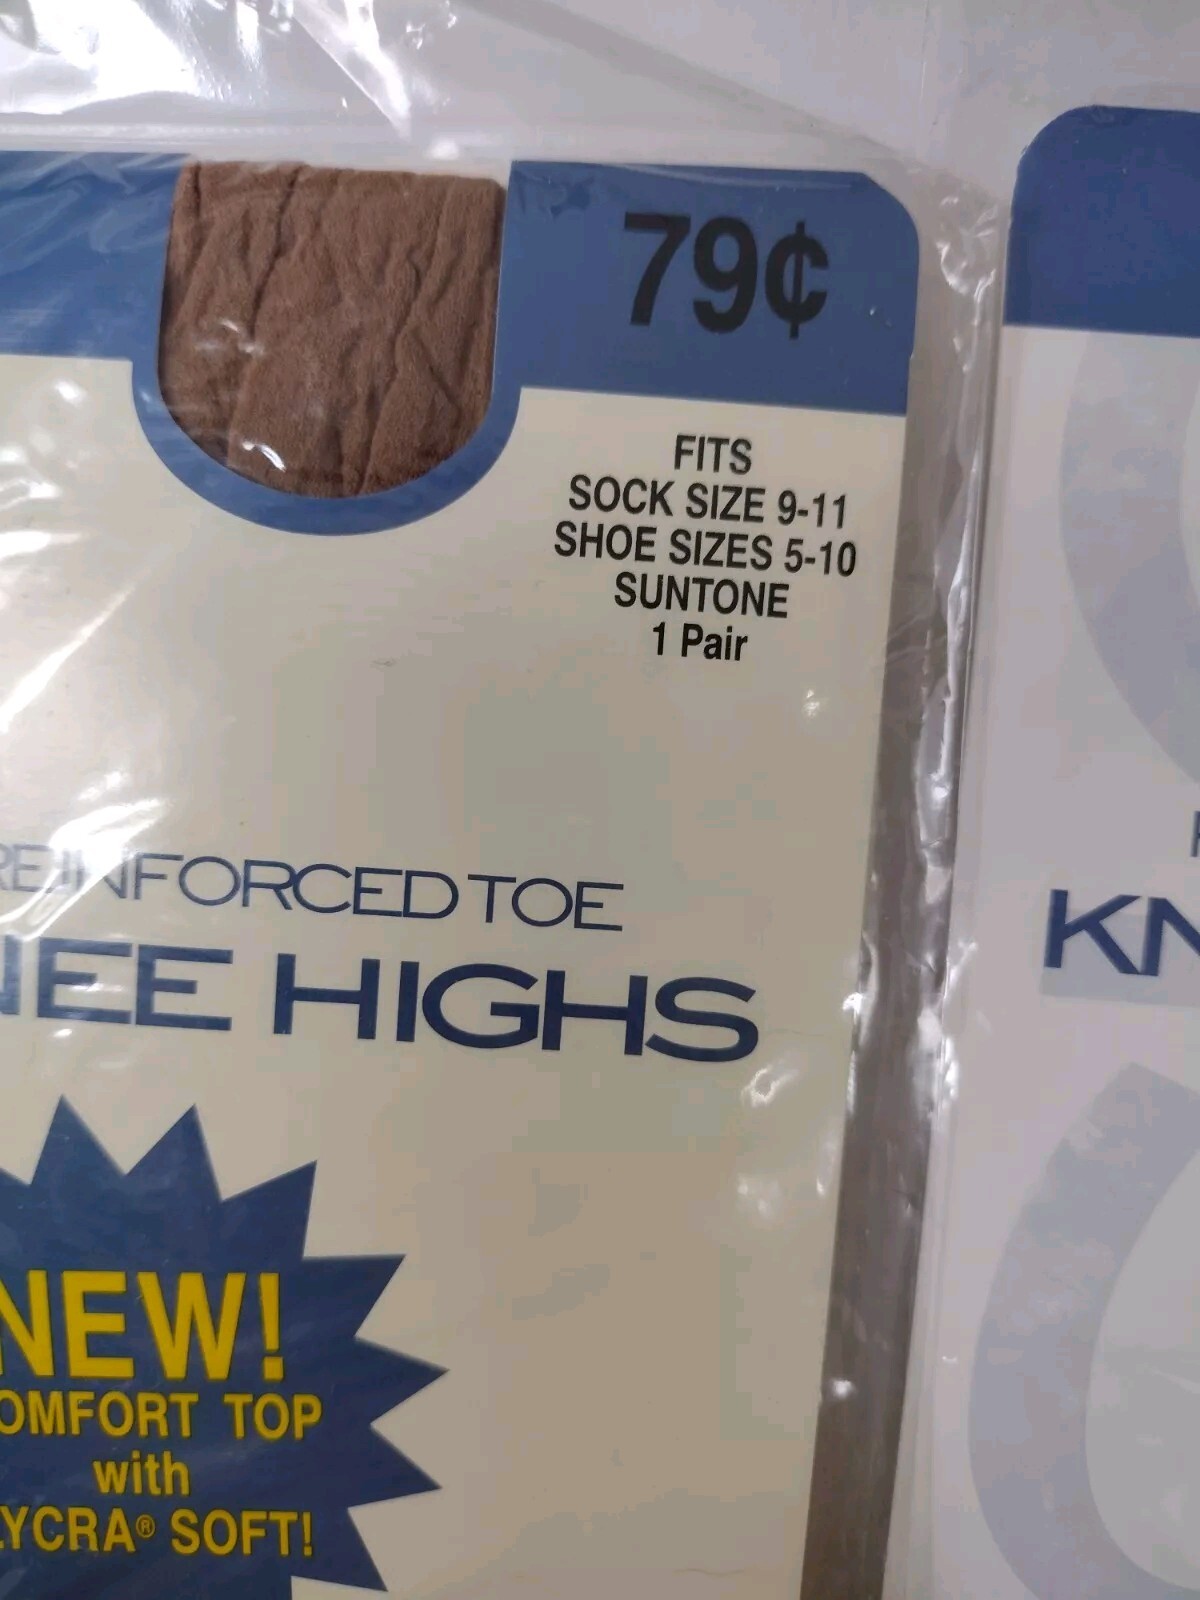 79¢
FITS
SOCK SIZE 9-11
SHOE SIZES 5-10
SUNTONE
1 Pair
REINFORCED TOE
NEE HIGHS
KN
NEW!
OMFORT TOP
with
LYCRA® SOFT!